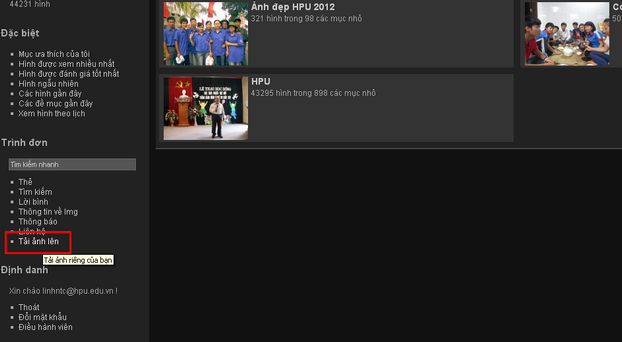 44231 hình
Đặc biệt
Mục ưa thích của tôi
Hình được xem nhiều nhất
Hình được đánh giá tốt nhất
Hình ngẫu nhiên
Các hình gần đây
Các đề mục gần đây
Xem hình theo lịch
Trình đơn
Tìm kiếm nhanh
Thẻ
Tìm kiếm
Lời bình
Thông tin về Img
Thông báo
Liên hệ
Tải ảnh lên
Tải ảnh riêng của bạn
Định danh
Xin chào linhntc@hpu.edu.vn !
Thoát
Đổi mật khẩu
Điều hành viên
Ảnh đẹp HPU 2012
321 hình trong 98 các mục nhỏ
HPU
43295 hình trong 898 các mục nhỏ
50